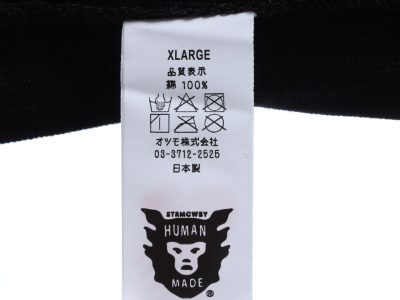 XLARGE
品質表示
綿 100%
オツモ株式会社
03-3712-2525
日本製
STRMCWBY
HUMAN
MADE
®